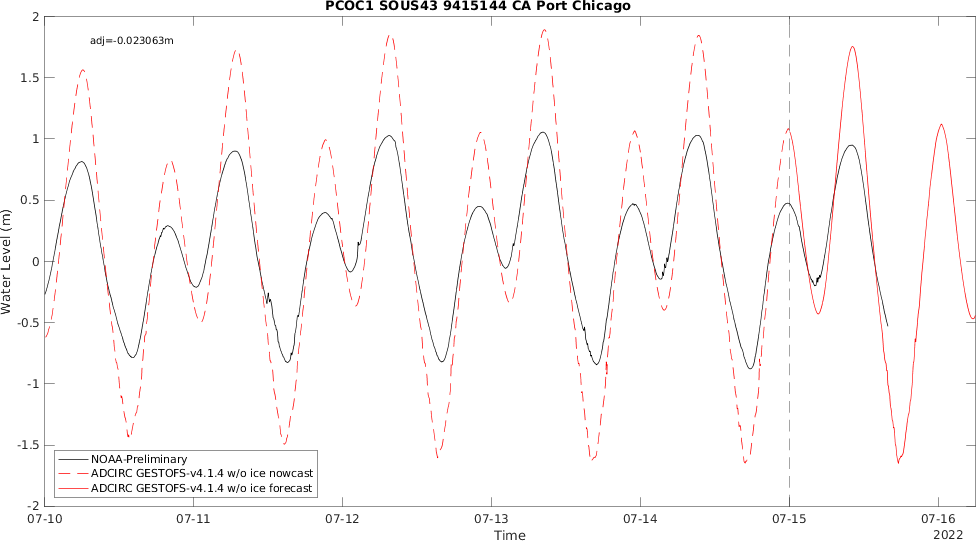 PCOC1 SOUS43 9415144 CA Port Chicago
adj=-0.023063m
2
1.5
1
0.5
0
-0.5
-1
-1.5
-2
Water Level (m)
NOAA-Preliminary
ADCIRC GESTOFS-v4.1.4 w/o ice nowcast
ADCIRC GESTOFS-v4.1.4 w/o ice forecast
07-10 07-11 07-12 07-13 07-14 07-15 07-16
Time
2022